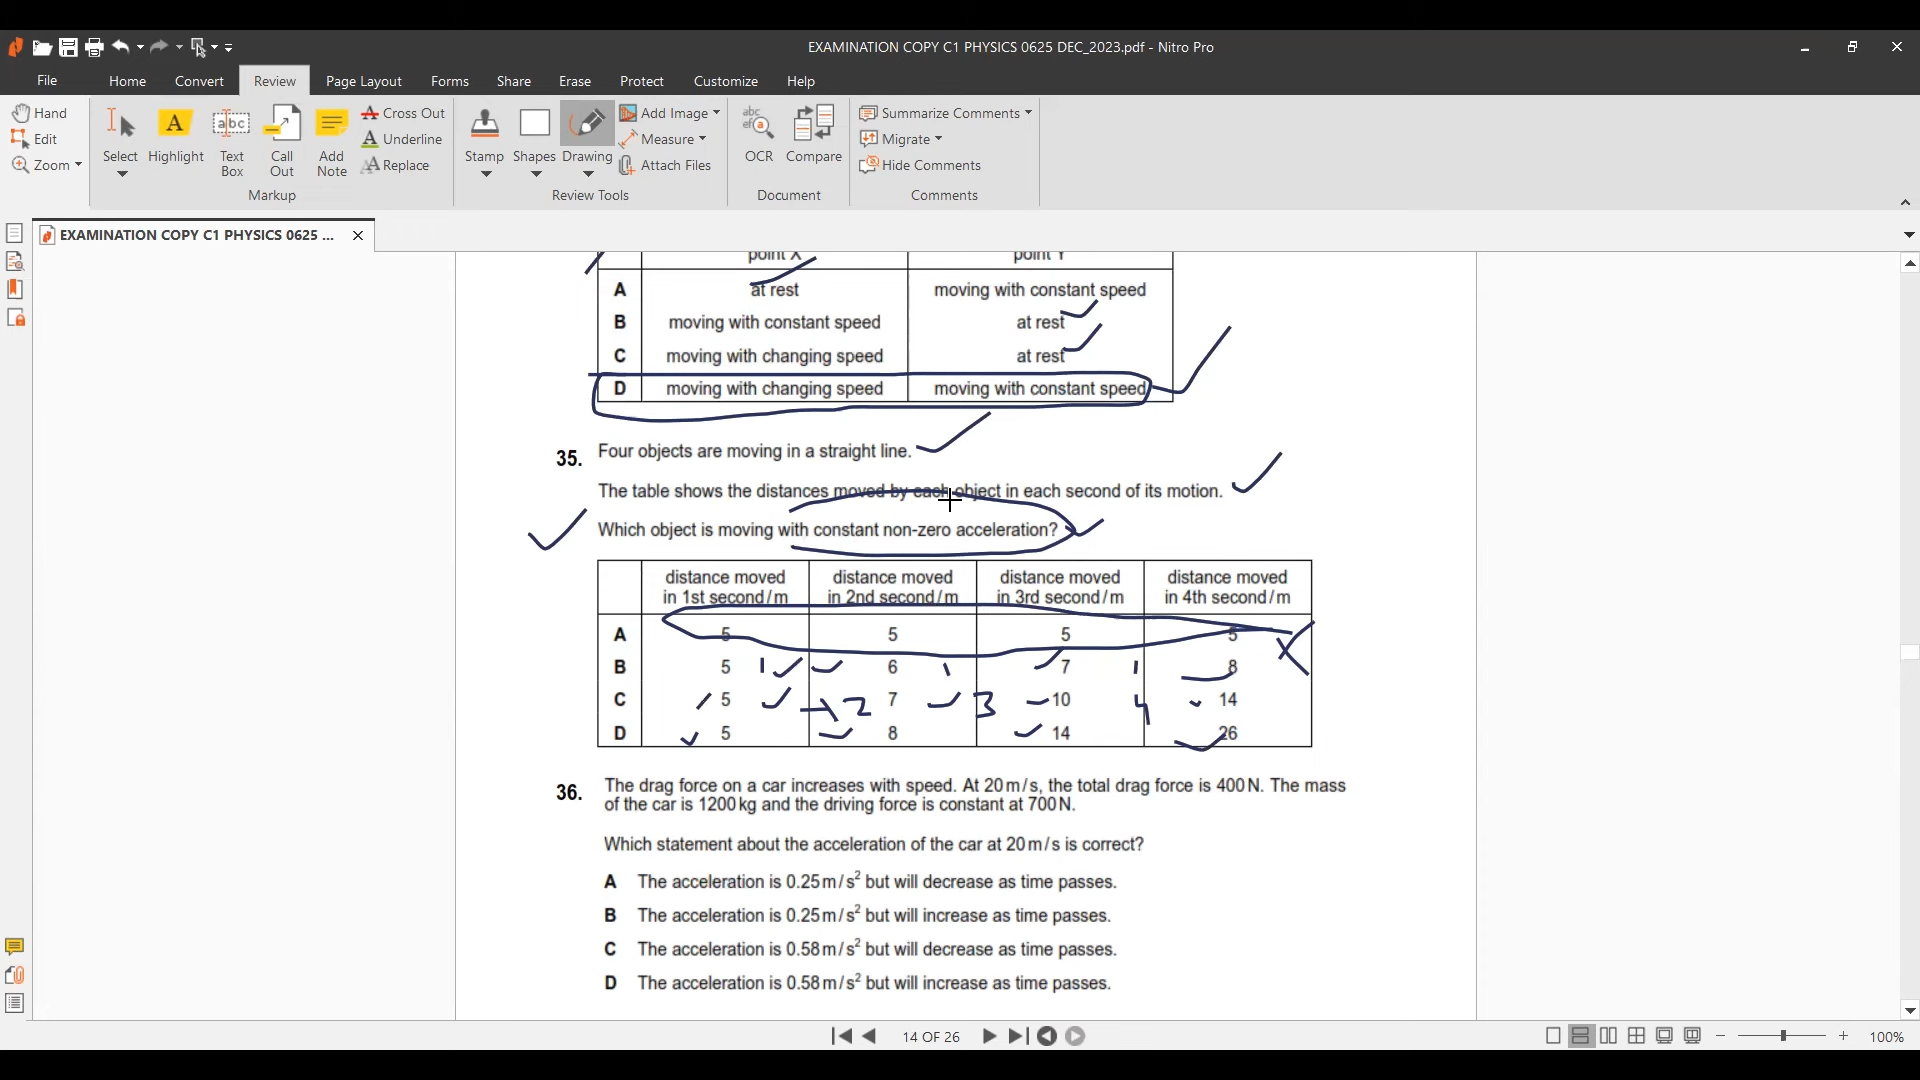 EXAMINATION COPY C1 PHYSICS 0625 DEC_2023.pdf - Nitro Pro
File Home Convert Review Page Layout Forms Share Erase Protect Customize Help
Hand
Edit
Zoom
Select
Highlight
Text Box
Call Out
Add Note
Cross Out
Underline
Replace
Markup
Stamp
Shapes
Drawing
Add Image
Measure
Attach Files
Review Tools
OCR
Compare
Document
Summarize Comments
Migrate
Hide Comments
Comments
EXAMINATION COPY C1 PHYSICS 0625 ...
point X point Y
A at rest moving with constant speed
B moving with constant speed at rest
C moving with changing speed at rest
D moving with changing speed moving with constant speed
35. Four objects are moving in a straight line.
The table shows the distances moved by each object in each second of its motion.
Which object is moving with constant non-zero acceleration?
distance moved in 1st second/m distance moved in 2nd second/m distance moved in 3rd second/m distance moved in 4th second/m
A 5 5 5 5
B 5 1 6 1 7 1 8
C 5 2 7 3 10 4 14
D 5 8 14 26
36. The drag force on a car increases with speed. At 20 m/s, the total drag force is 400 N. The mass
of the car is 1200 kg and the driving force is constant at 700 N.
Which statement about the acceleration of the car at 20 m/s is correct?
A The acceleration is 0.25 m/s² but will decrease as time passes.
B The acceleration is 0.25 m/s² but will increase as time passes.
C The acceleration is 0.58 m/s² but will decrease as time passes.
D The acceleration is 0.58 m/s² but will increase as time passes.
14 OF 26
100%